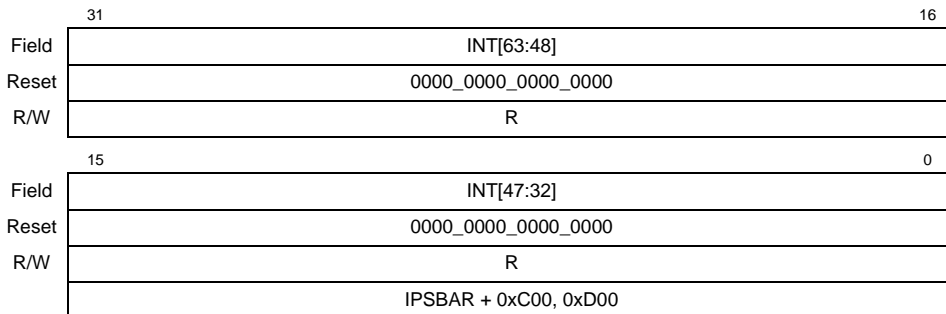 31 16
Field INT[63:48]
Reset 0000_0000_0000_0000
R/W R
15 0
Field INT[47:32]
Reset 0000_0000_0000_0000
R/W R
IPSBAR + 0xC00, 0xD00